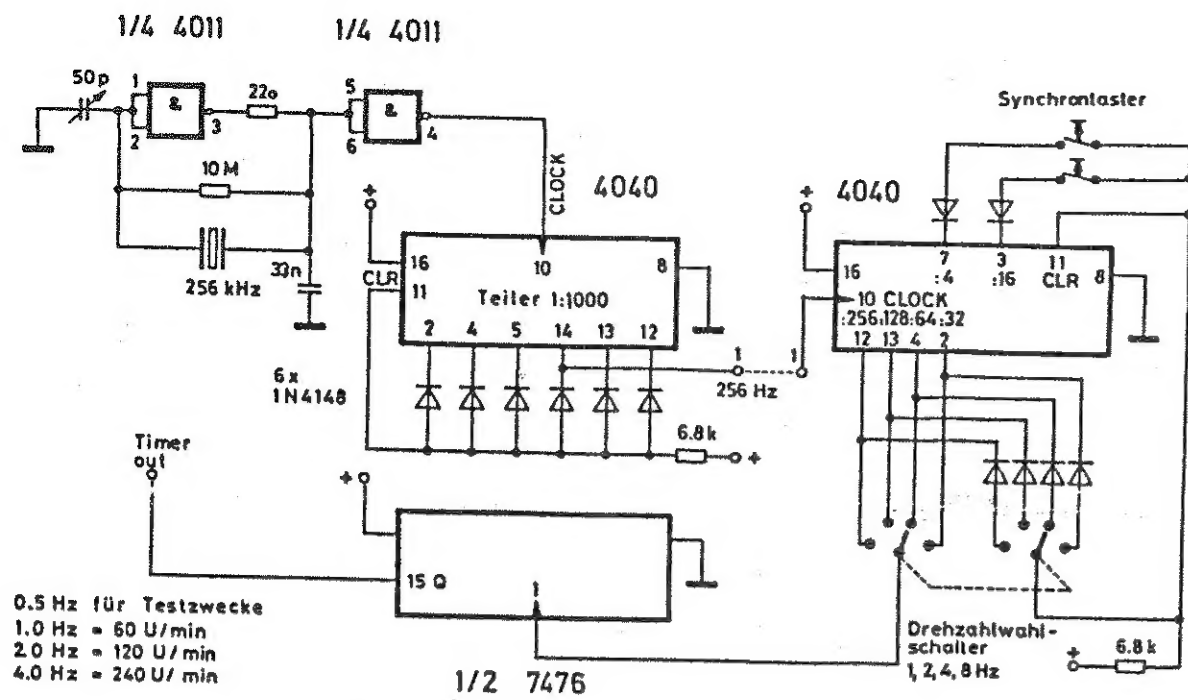 1/4 4011
1/4 4011
50p
1
2
&
3
22o
5
6
&
4
10 M
256 kHz
33n
CLOCK
4040
+
16
CLR
11
10
8
Teiler 1:1000
2 4 5 14 13 12
6x
1N4148
6.8k
+
1
1
256 Hz
Synchrontaster
+
4040
16
7
:4
3
:16
11
CLR
8
10 CLOCK
:256:128:64:32
12 13 4 2
Timer
out
+
15 Q
1
1/2 7476
0.5 Hz für Testzwecke
1.0 Hz = 60 U/min
2.0 Hz = 120 U/min
4.0 Hz = 240 U/min
Drehzahlwahl-
schalter
1, 2, 4, 8 Hz
+
6.8k